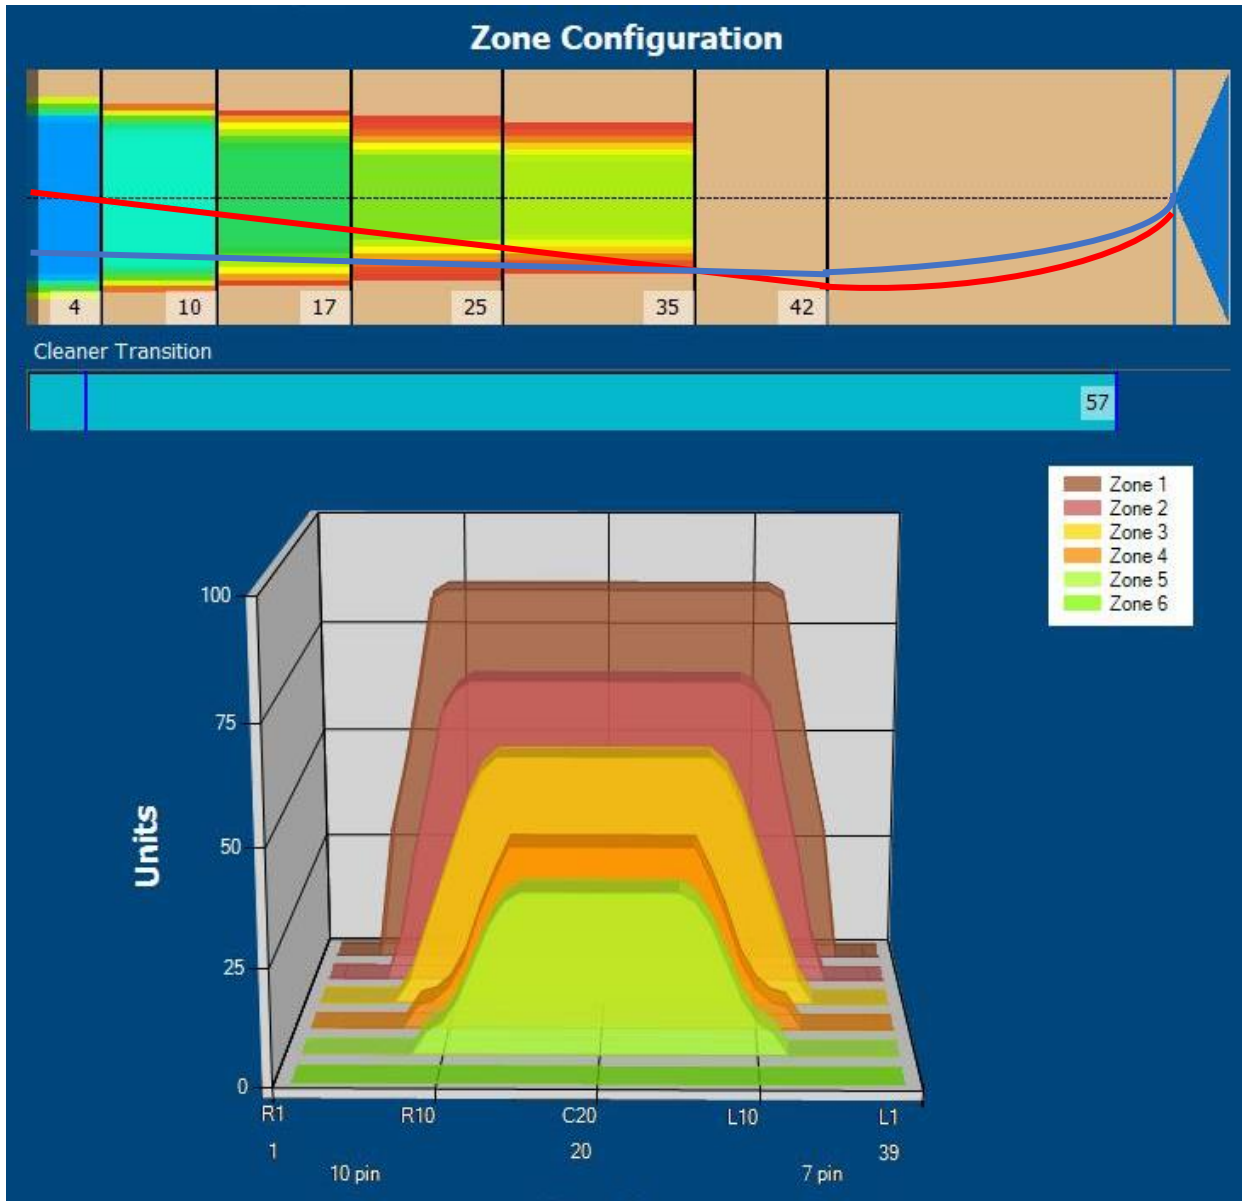 Zone Configuration
4 10 17 25 35 42
Cleaner Transition
57
Zone 1
Zone 2
Zone 3
Zone 4
Zone 5
Zone 6
100
75
50
25
0
Units
R1 R10 C20 L10 L1
1 20 39
10 pin 7 pin